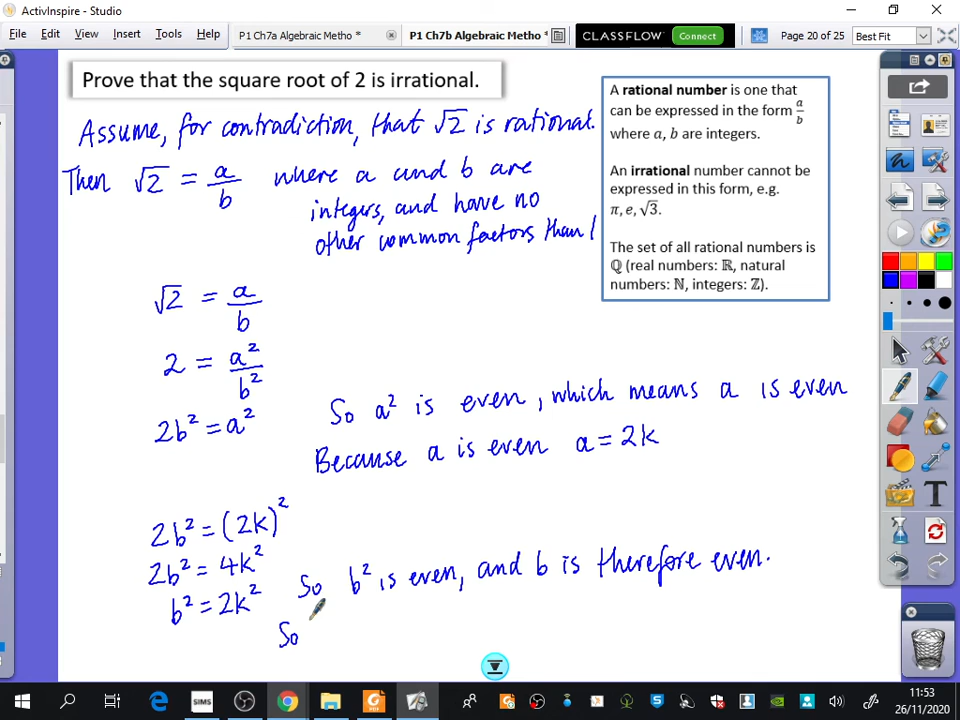 ActivInspire - Studio
File Edit View Insert Tools Help
P1 Ch7a Algebraic Metho *
P1 Ch7b Algebraic Metho *
CLASSFLOW Connect
Page 20 of 25
Best Fit
Prove that the square root of 2 is irrational.
A rational number is one that
can be expressed in the form a/b
where a, b are integers.
An irrational number cannot be
expressed in this form, e.g.
π, e, √3.
The set of all rational numbers is
ℚ (real numbers: ℝ, natural
numbers: ℕ, integers: ℤ).
Assume, for contradiction, that √2 is rational.
Then √2 = a/b where a and b are
integers, and have no
other common factors than 1
√2 = a/b
2 = a²/b²
2b² = a²
So a² is even, which means a is even
Because a is even a = 2k
2b² = (2k)²
2b² = 4k²
b² = 2k²
So b² is even, and b is therefore even.
So
SIMS
11:53
26/11/2020